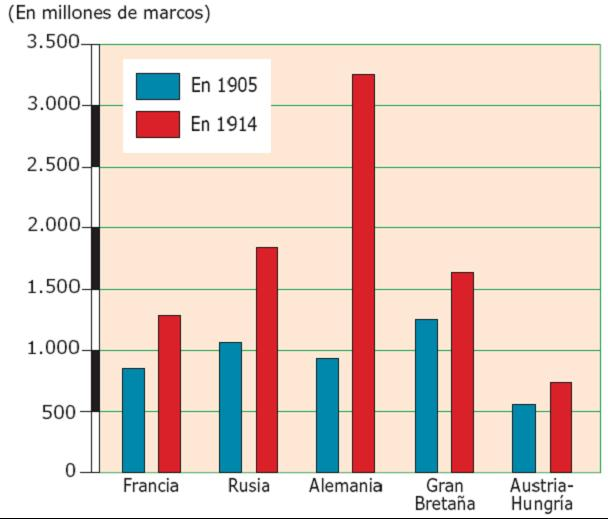 (En millones de marcos)
3.500
3.000
2.500
2.000
1.500
1.000
500
0
En 1905
En 1914
Francia
Rusia
Alemania
Gran
Bretaña
Austria-
Hungría